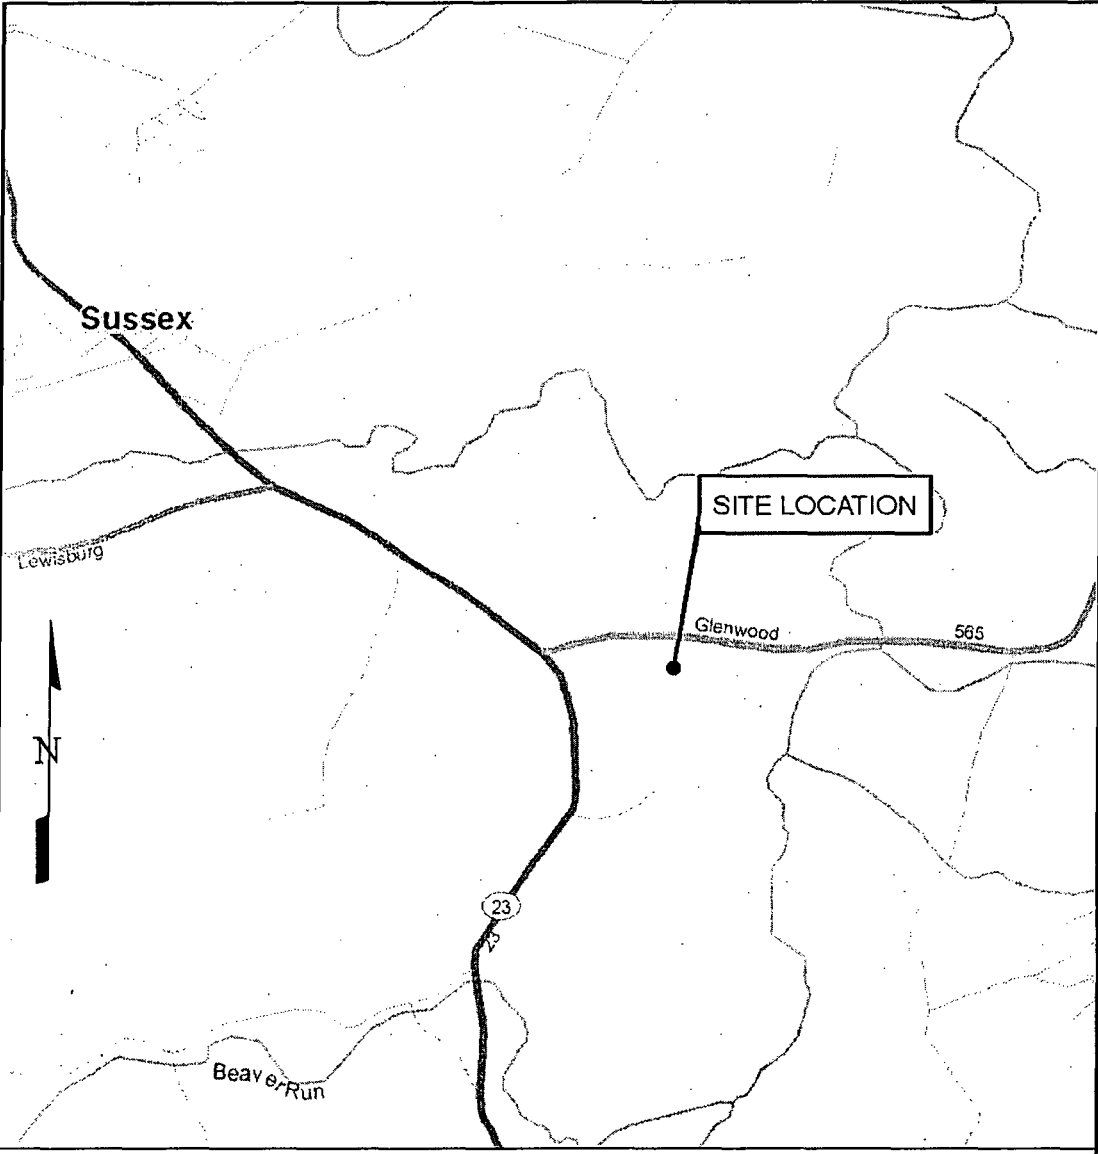 Sussex
SITE LOCATION
Lewisburg
Glenwood
565
N
23
23
Beaver Run